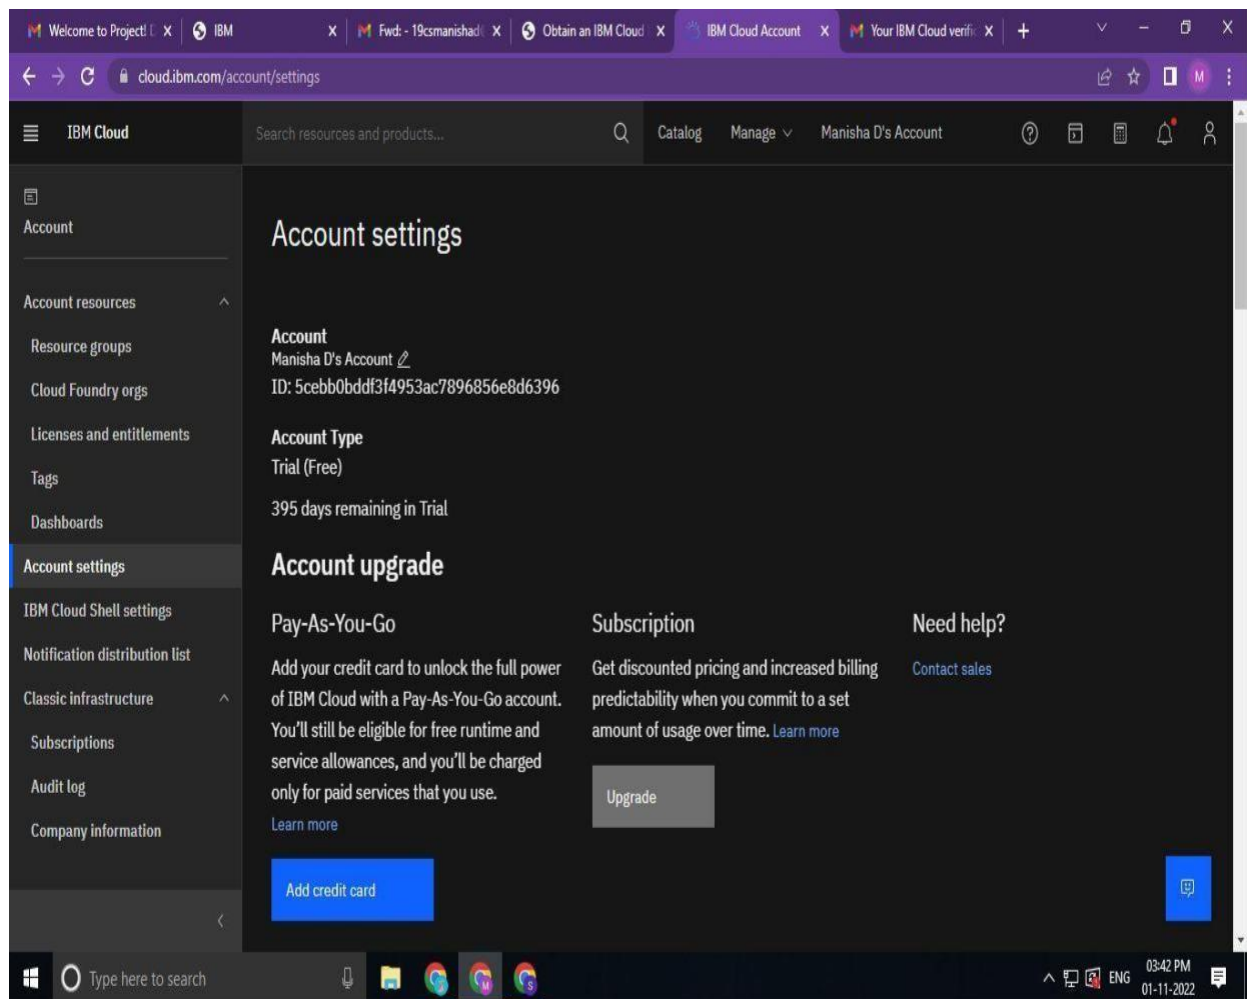 Welcome to Project! D
IBM
Fwd: - 19csmanishad
Obtain an IBM Cloud
IBM Cloud Account
Your IBM Cloud verific
cloud.ibm.com/account/settings
M
IBM Cloud
Search resources and products...
Catalog
Manage
Manisha D's Account
Account
Account resources
Resource groups
Cloud Foundry orgs
Licenses and entitlements
Tags
Dashboards
Account settings
IBM Cloud Shell settings
Notification distribution list
Classic infrastructure
Subscriptions
Audit log
Company information
Account settings
Account
Manisha D's Account
ID: 5cebb0bddf3f4953ac7896856e8d6396
Account Type
Trial (Free)
395 days remaining in Trial
Account upgrade
Pay-As-You-Go
Add your credit card to unlock the full power
of IBM Cloud with a Pay-As-You-Go account.
You'll still be eligible for free runtime and
service allowances, and you'll be charged
only for paid services that you use.
Learn more
Add credit card
Subscription
Get discounted pricing and increased billing
predictability when you commit to a set
amount of usage over time. Learn more
Upgrade
Need help?
Contact sales
Type here to search
ENG
03:42 PM
01-11-2022